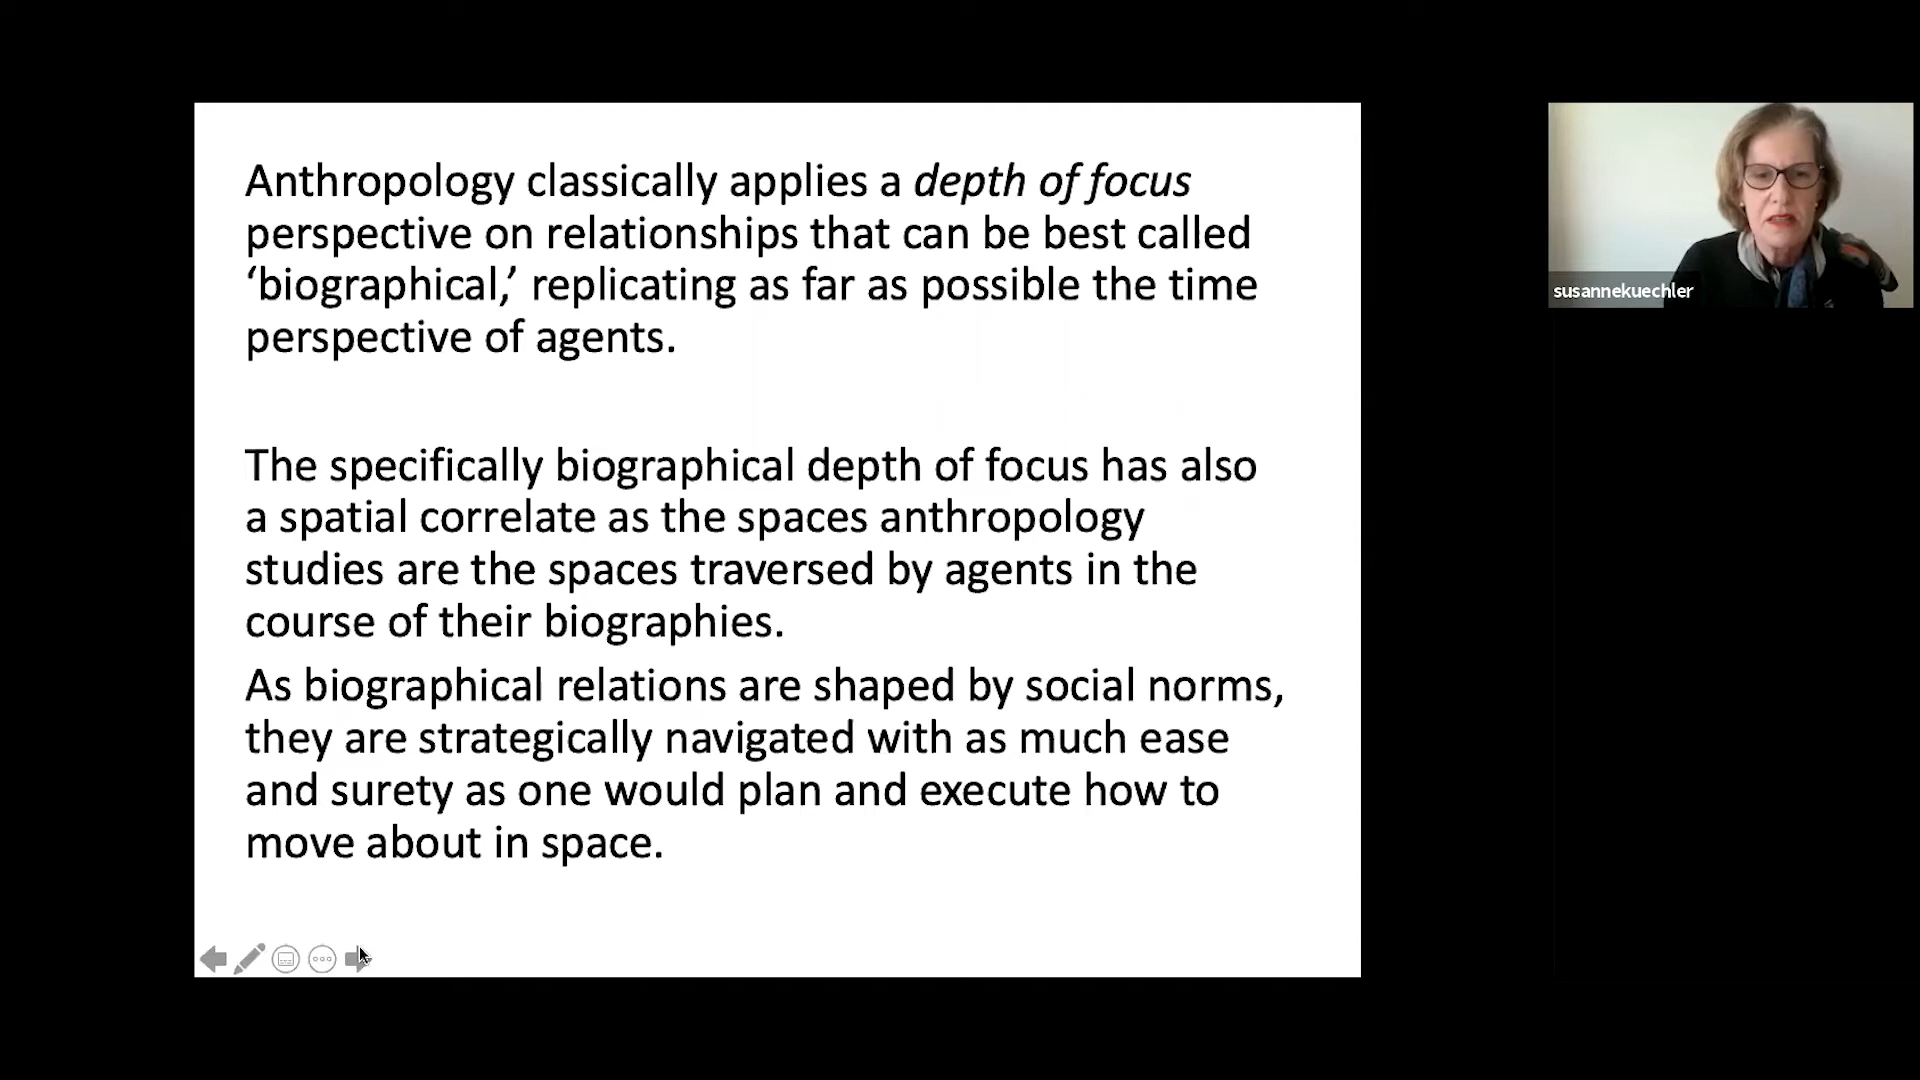 Anthropology classically applies a depth of focus
perspective on relationships that can be best called
‘biographical,’ replicating as far as possible the time
perspective of agents.
The specifically biographical depth of focus has also
a spatial correlate as the spaces anthropology
studies are the spaces traversed by agents in the
course of their biographies.
As biographical relations are shaped by social norms,
they are strategically navigated with as much ease
and surety as one would plan and execute how to
move about in space.
susannekuechler